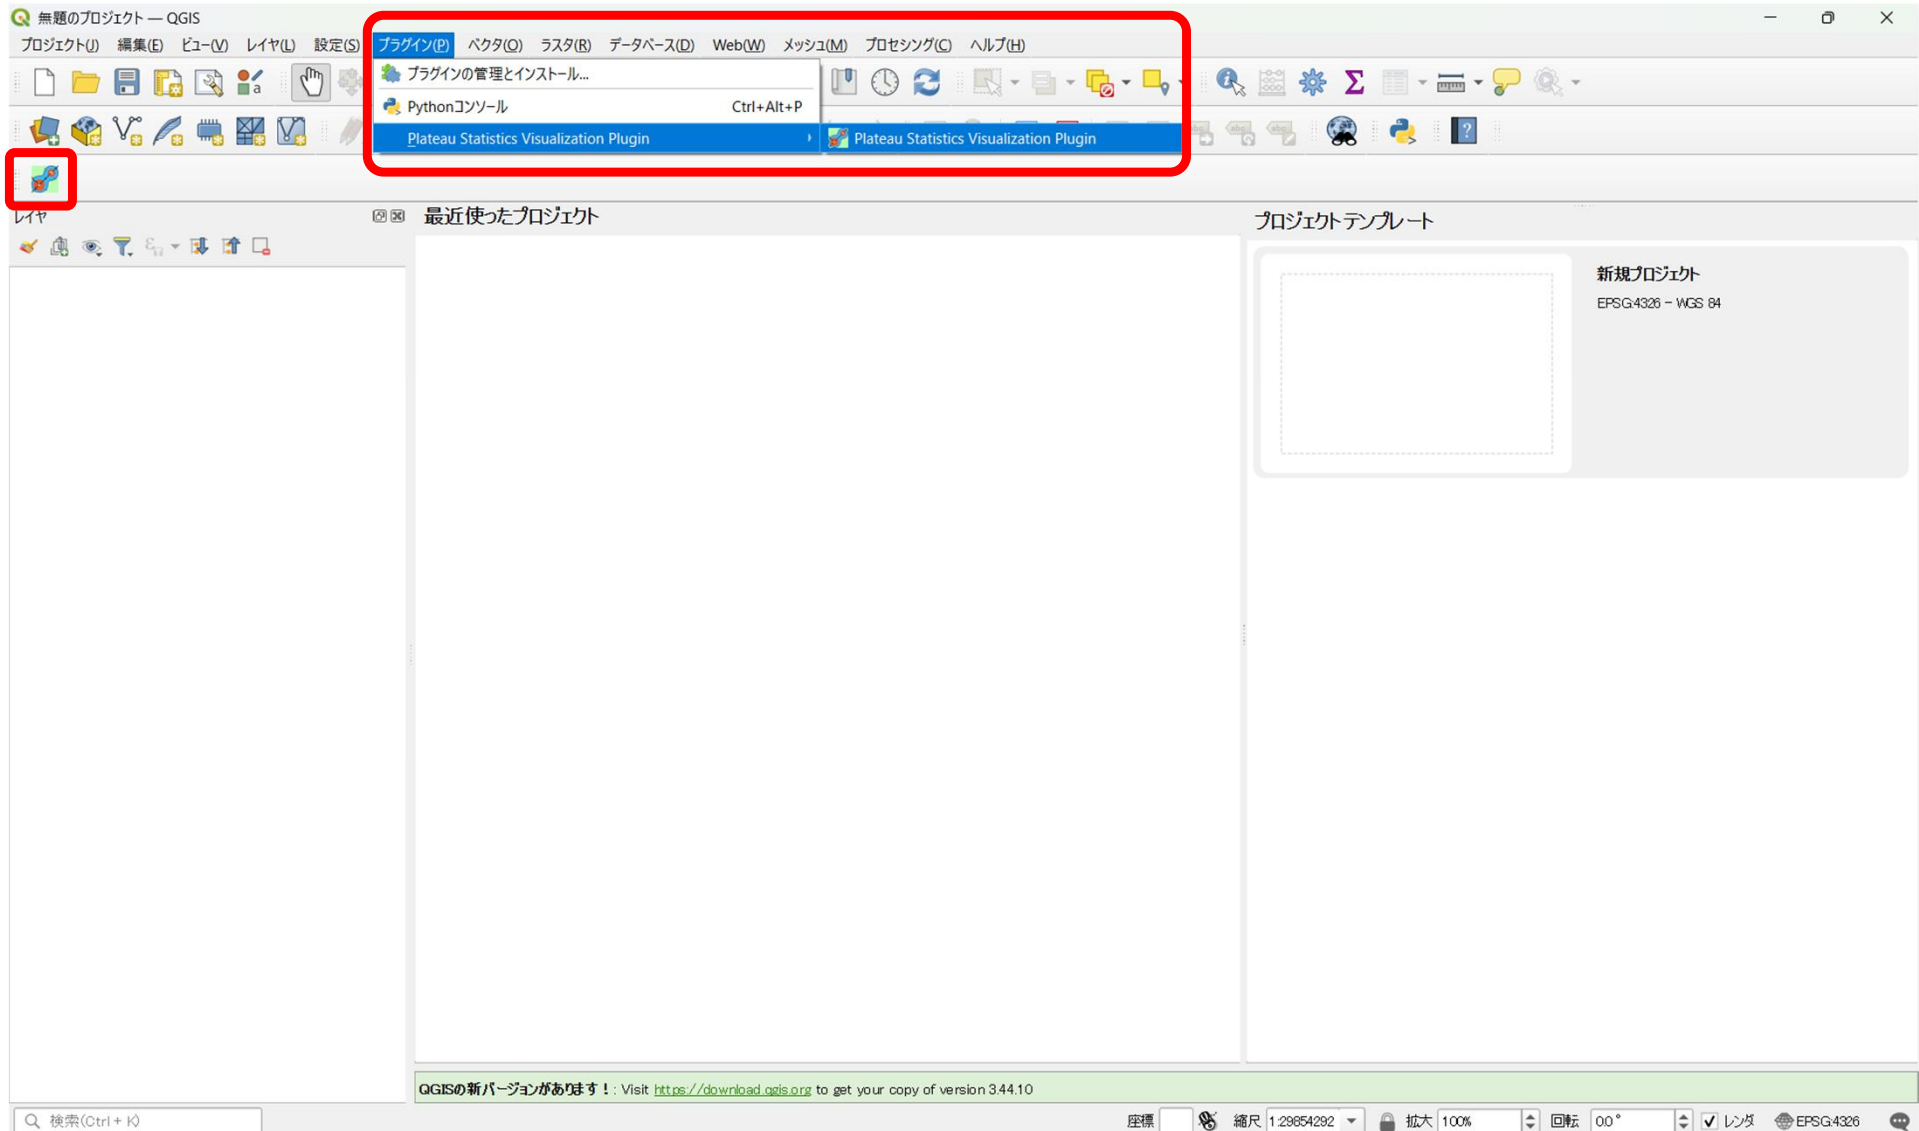 無題のプロジェクト — QGIS
プロジェクト(J) 編集(E) ビュー(V) レイヤ(L) 設定(S) プラグイン(P) ベクタ(O) ラスタ(R) データベース(D) Web(W) メッシュ(M) プロセシング(C) ヘルプ(H)
プラグインの管理とインストール...
Pythonコンソール Ctrl+Alt+P
Plateau Statistics Visualization Plugin Plateau Statistics Visualization Plugin
レイヤ
最近使ったプロジェクト
プロジェクトテンプレート
新規プロジェクト
EPSG:4326 - WGS 84
QGISの新バージョンがあります！: Visit https://download.qgis.org to get your copy of version 3.44.10
検索(Ctrl + K) 座標 縮尺 1:29854292 拡大 100% 回転 0.0 ° レンダ EPSG:4326